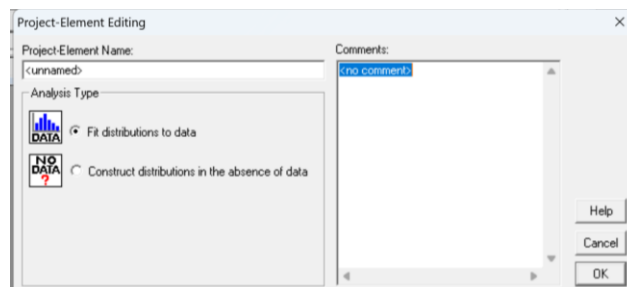 Project-Element Editing
Project-Element Name:
<unnamed>
Analysis Type
DATA
Fit distributions to data
NO
DATA
?
Construct distributions in the absence of data
Comments:
<no comment>
Help
Cancel
OK